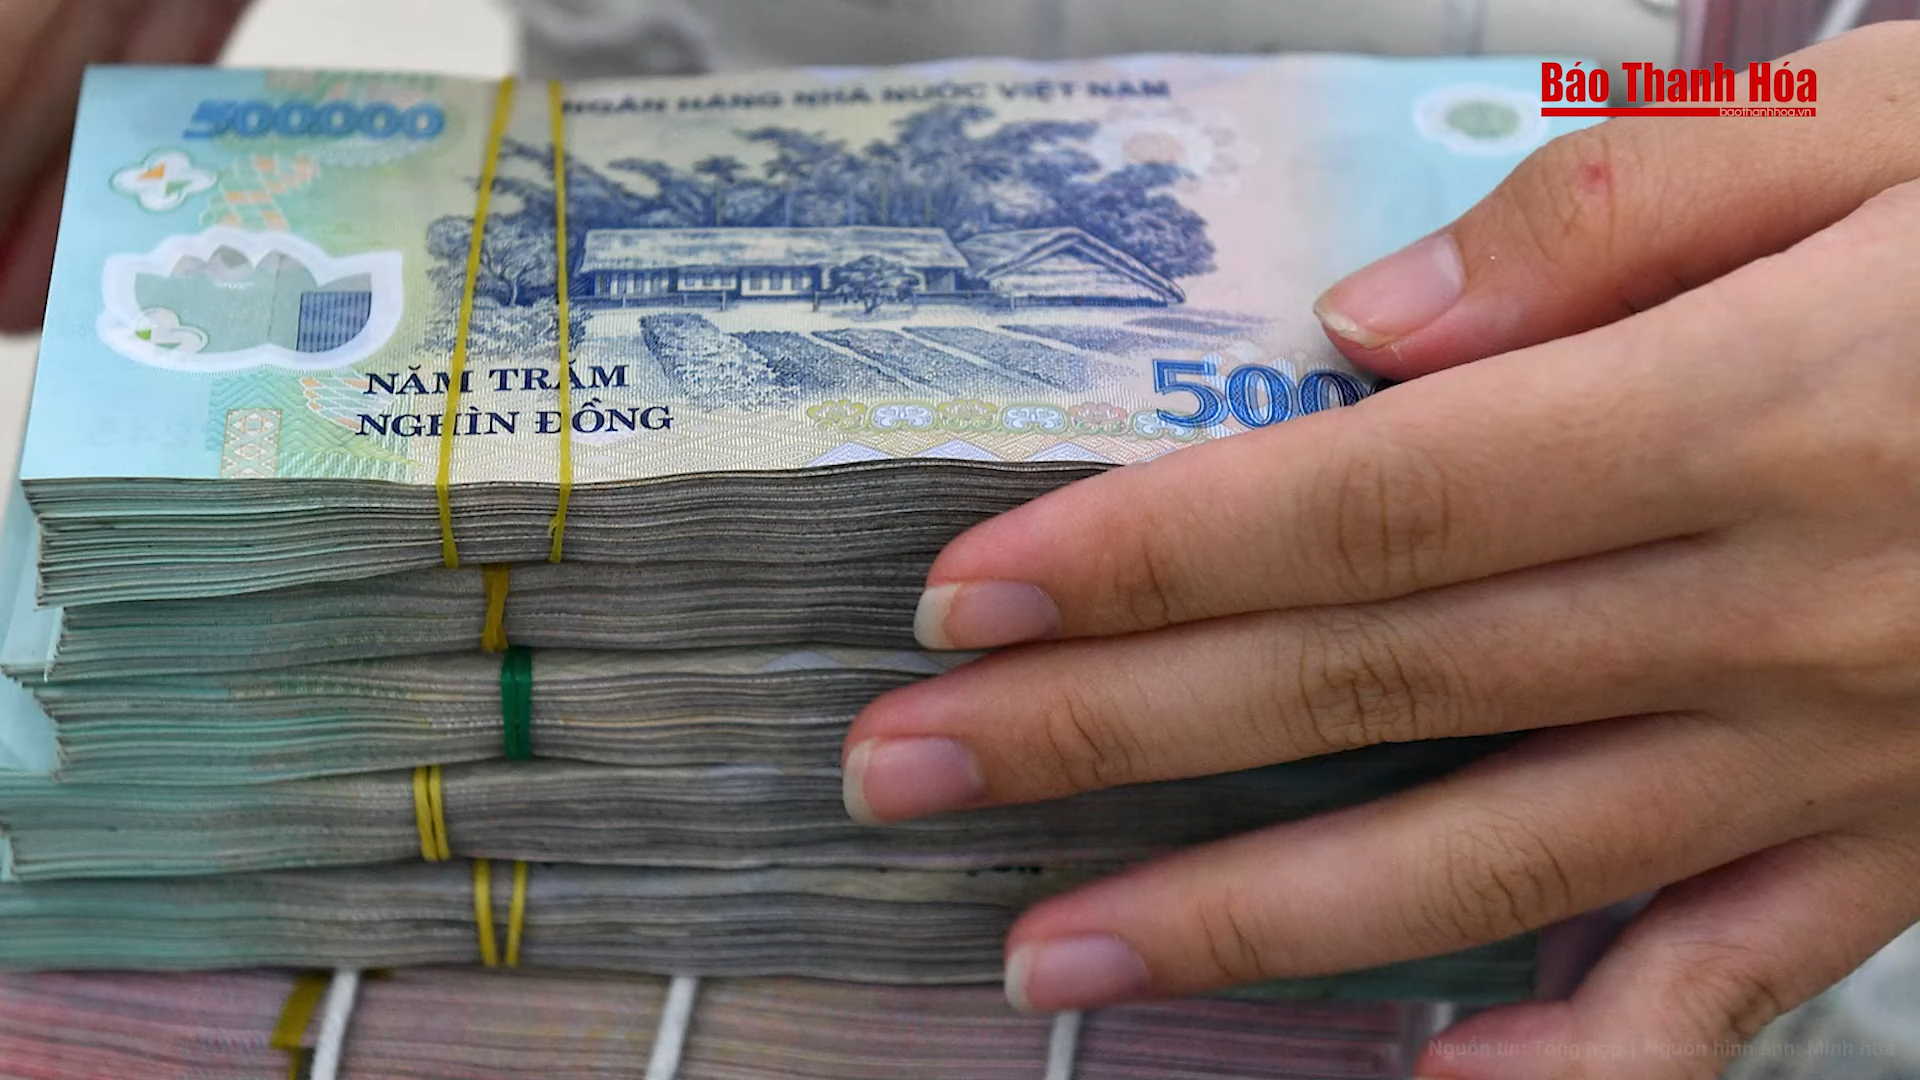 Báo Thanh Hóa
baothanhhoa.vn
500000
NGÂN HÀNG NHÀ NƯỚC VIỆT NAM
NĂM TRĂM
NGHÌN ĐỒNG
500
Nguồn tin: Tổng hợp | Nguồn hình ảnh: Minh họa